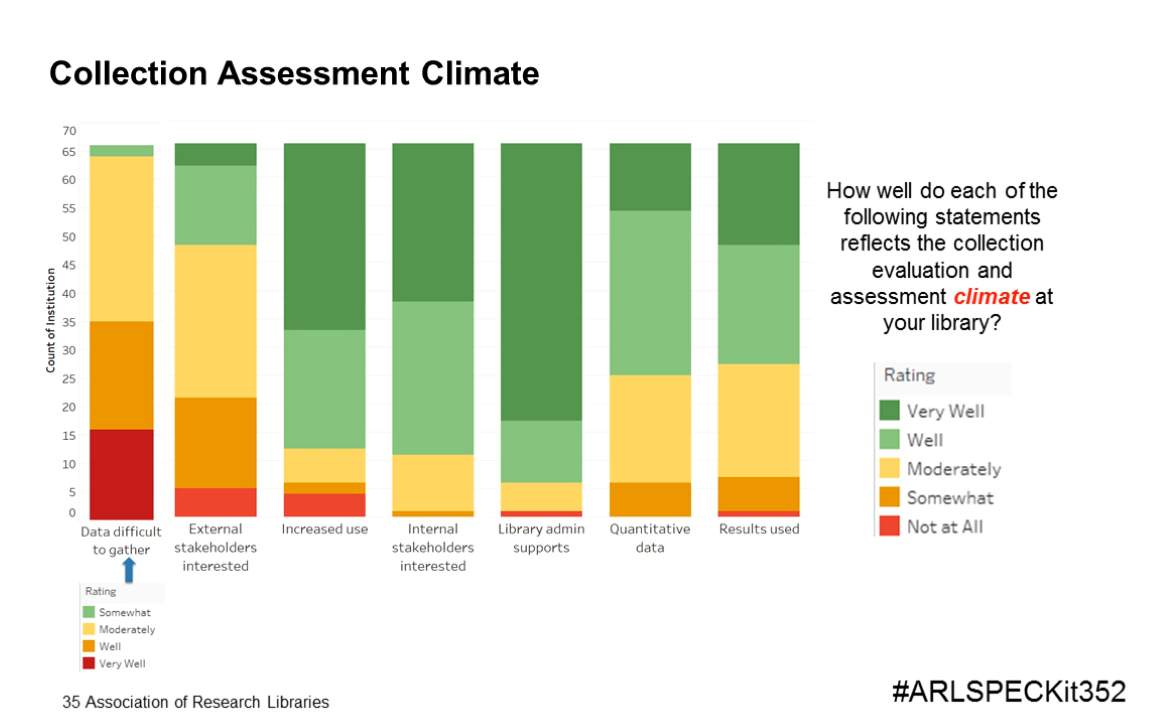 Collection Assessment Climate
70
65
60
55
50
45
40
35
30
25
20
15
10
5
0
Count of Institution
Data difficult
to gather
External
stakeholders
interested
Increased use
Internal
stakeholders
interested
Library admin
supports
Quantitative
data
Results used
Rating
Somewhat
Moderately
Well
Very Well
How well do each of the
following statements
reflects the collection
evaluation and
assessment climate at
your library?
Rating
Very Well
Well
Moderately
Somewhat
Not at All
35 Association of Research Libraries
#ARLSPECKit352